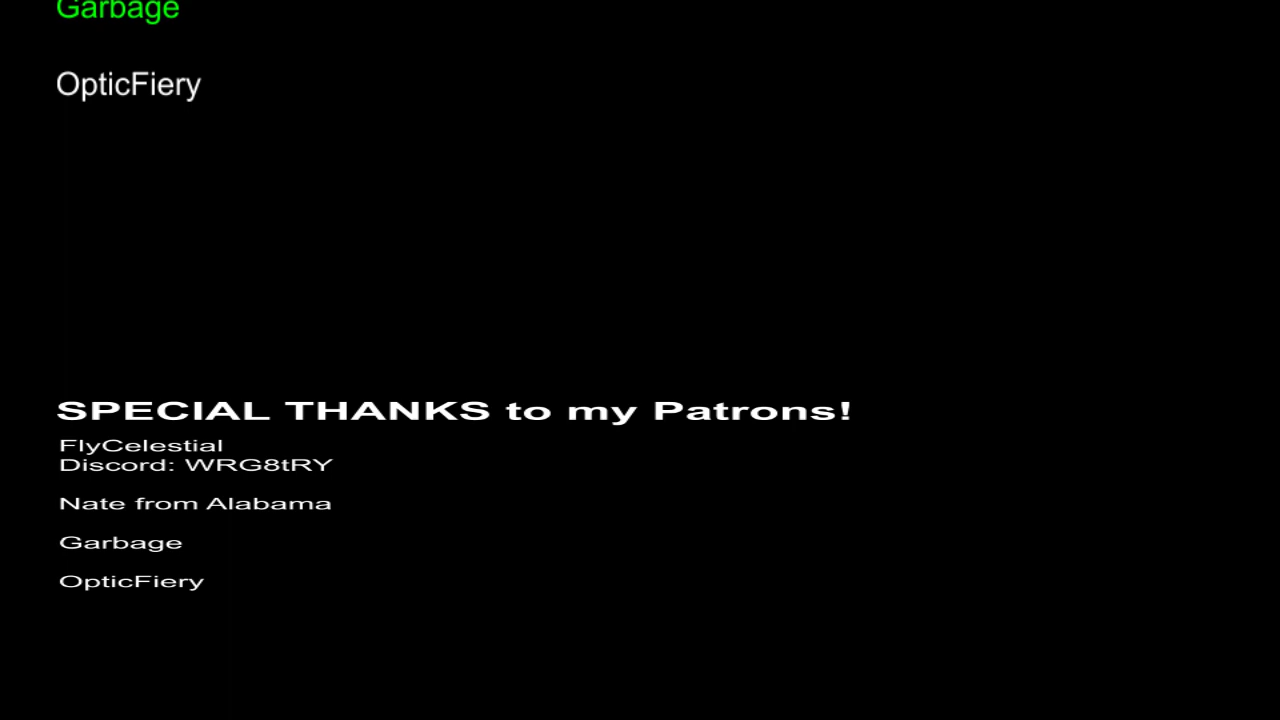 Garbage
OpticFiery
SPECIAL THANKS to my Patrons!
FlyCelestial
Discord: WRG8tRY
Nate from Alabama
Garbage
OpticFiery